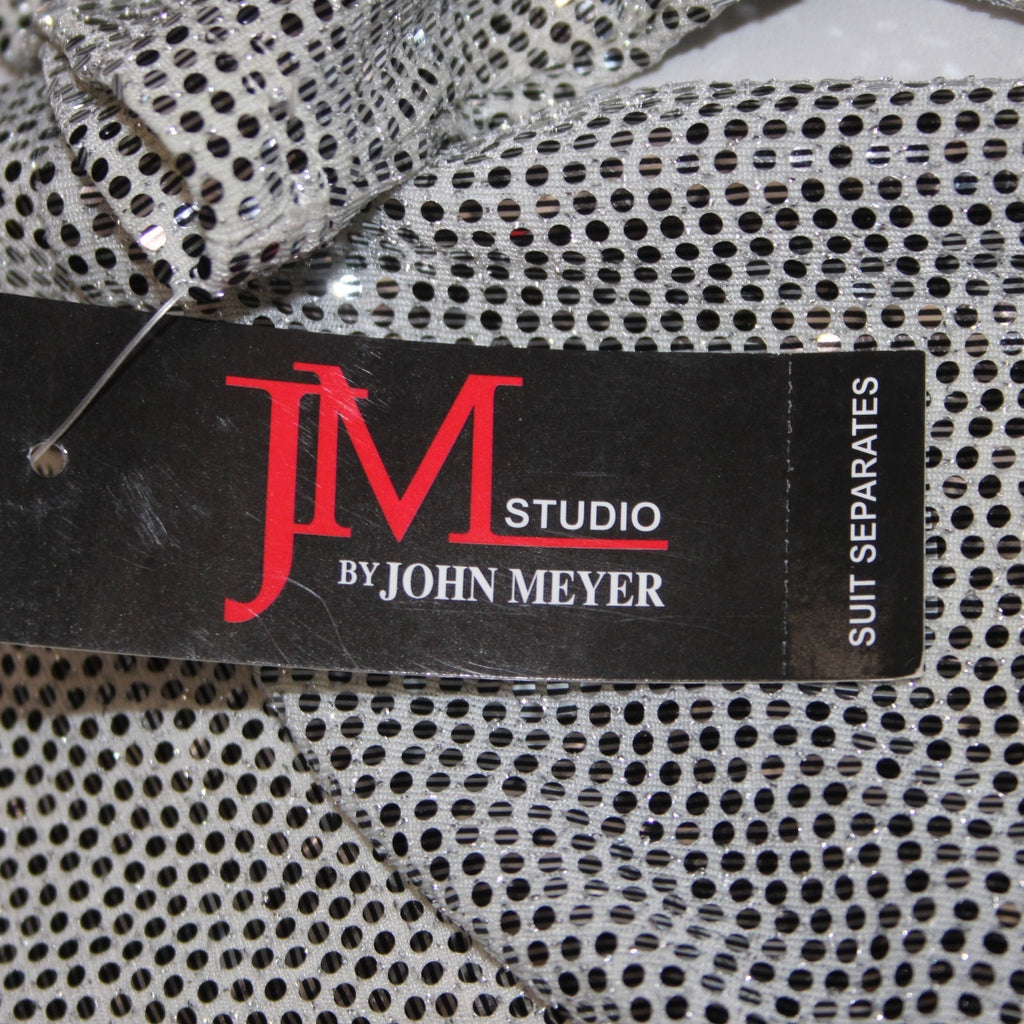 JM STUDIO
BY JOHN MEYER
SUIT SEPARATES